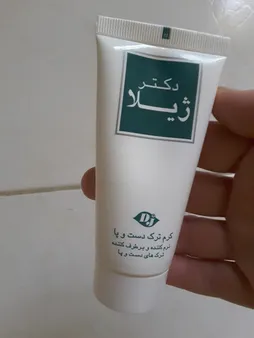 دکتر
ژیلا
DJ
کرم ترک دست و پا
نرم کننده و برطرف کننده
ترک های دست و پا